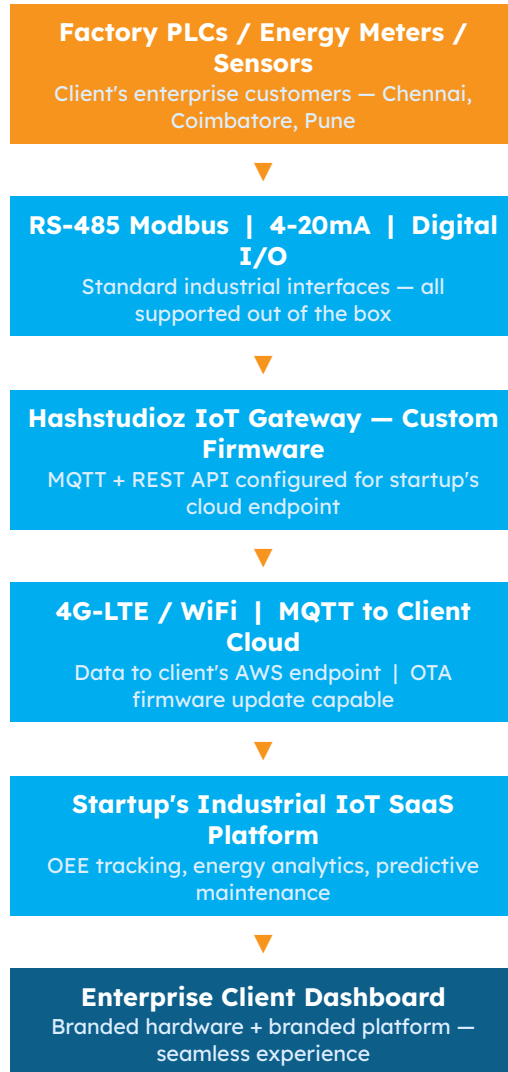 Factory PLCs / Energy Meters /
Sensors
Client's enterprise customers — Chennai,
Coimbatore, Pune
RS-485 Modbus | 4-20mA | Digital
I/O
Standard industrial interfaces — all
supported out of the box
Hashstudioz IoT Gateway — Custom
Firmware
MQTT + REST API configured for startup's
cloud endpoint
4G-LTE / WiFi | MQTT to Client
Cloud
Data to client's AWS endpoint | OTA
firmware update capable
Startup's Industrial IoT SaaS
Platform
OEE tracking, energy analytics, predictive
maintenance
Enterprise Client Dashboard
Branded hardware + branded platform —
seamless experience